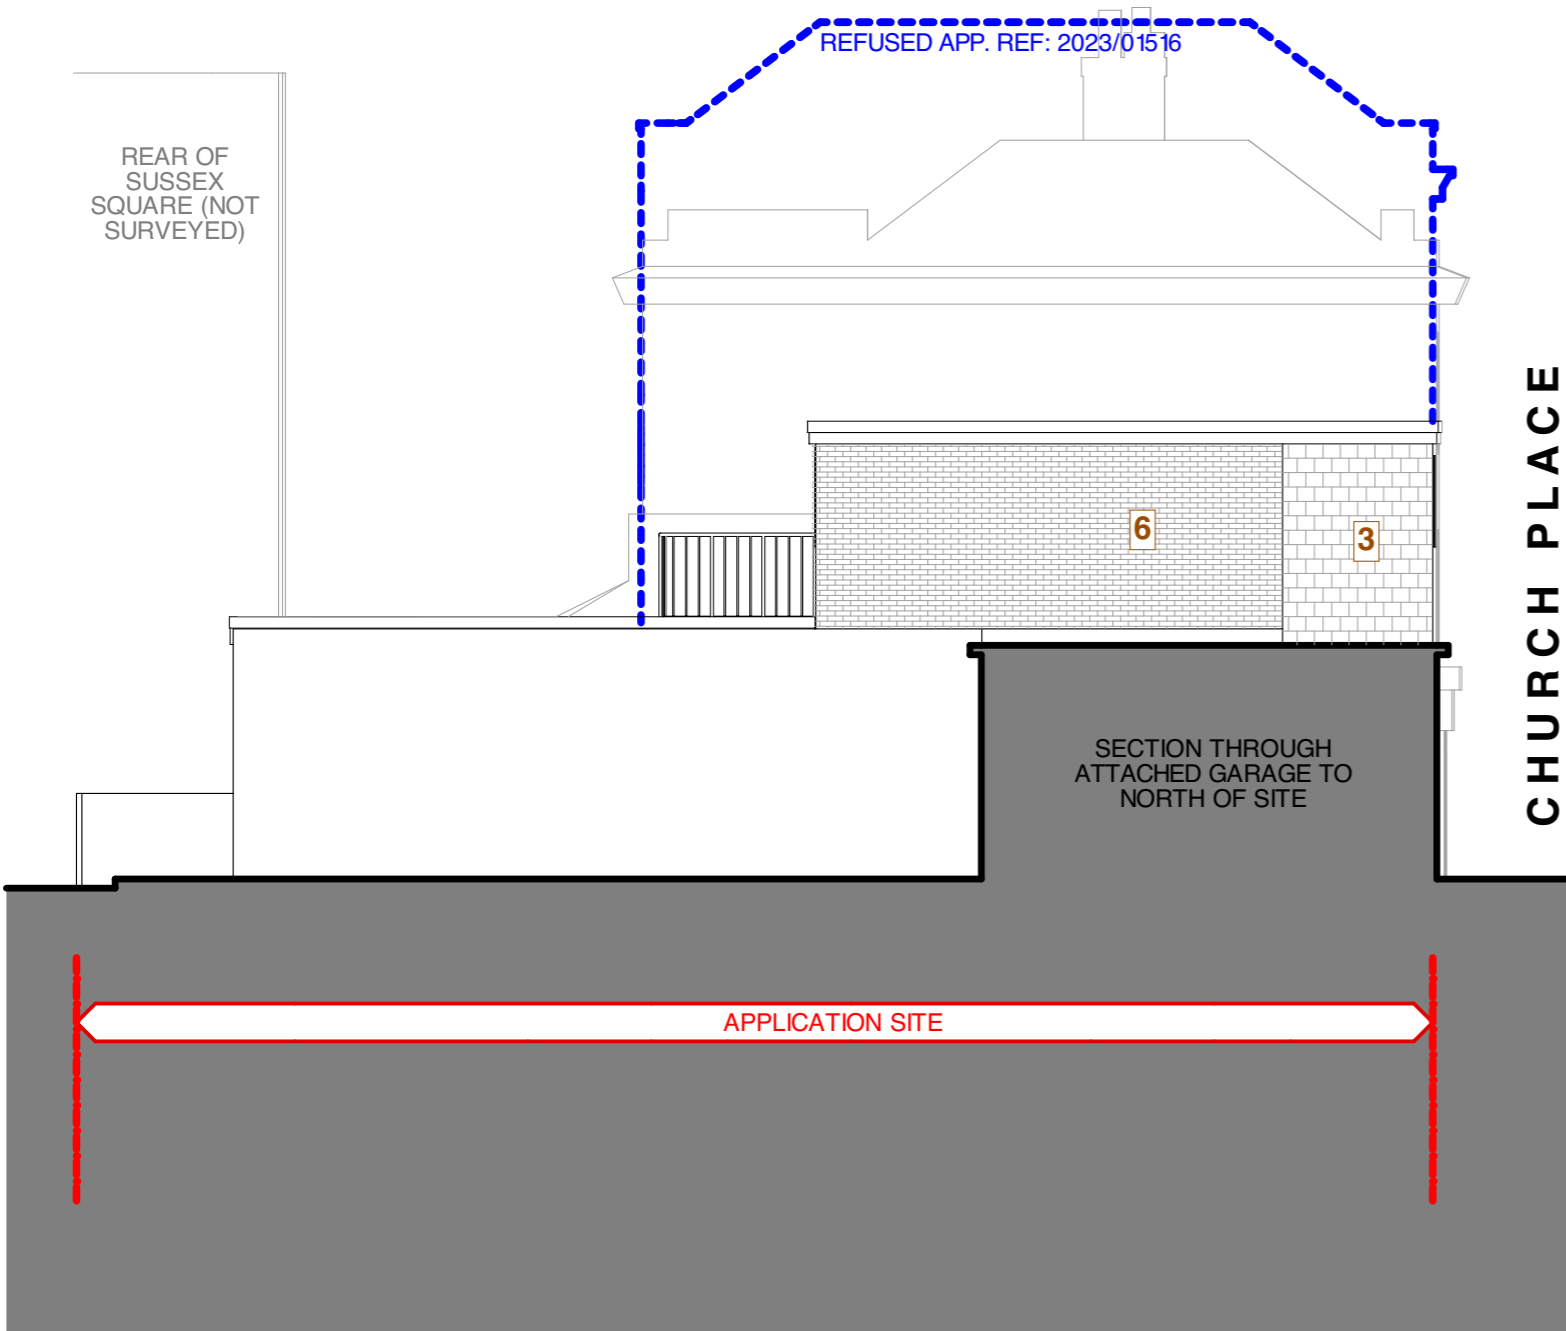 REFUSED APP. REF: 2023/01516
REAR OF
SUSSEX
SQUARE (NOT
SURVEYED)
CHURCH PLACE
6
3
SECTION THROUGH
ATTACHED GARAGE TO
NORTH OF SITE
APPLICATION SITE